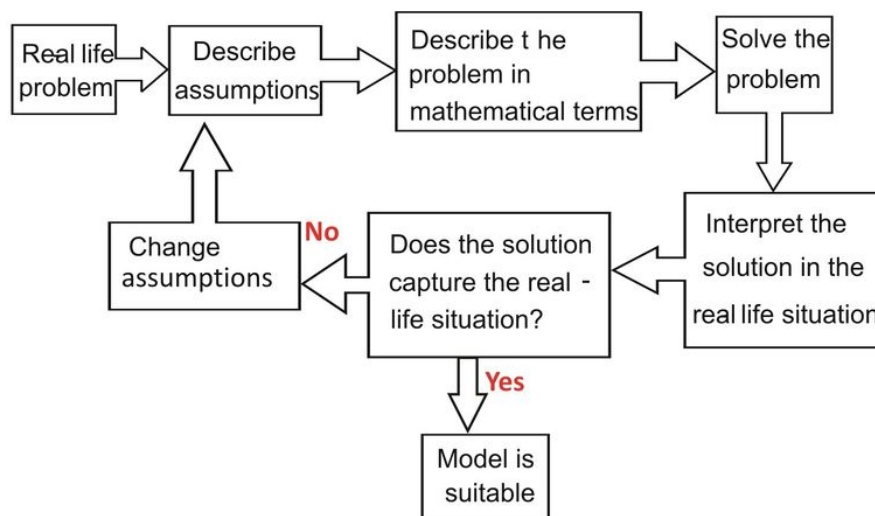 Real life
problem
Describe
assumptions
Describe t he
problem in
mathematical terms
Solve the
problem
Interpret the
solution in the
real life situation
Does the solution
capture the real -
life situation?
No
Change
assumptions
Yes
Model is
suitable